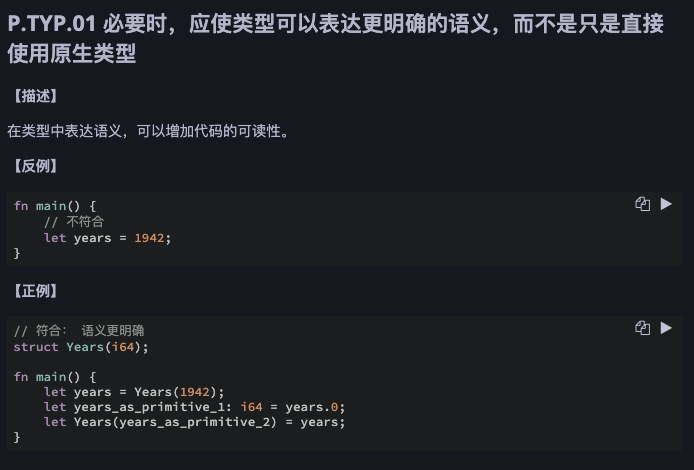 P.TYP.01 必要时，应使类型可以表达更明确的语义，而不是只是直接
使用原生类型
【描述】
在类型中表达语义，可以增加代码的可读性。
【反例】
fn main() {
    // 不符合
    let years = 1942;
}
【正例】
// 符合： 语义更明确
struct Years(i64);

fn main() {
    let years = Years(1942);
    let years_as_primitive_1: i64 = years.0;
    let Years(years_as_primitive_2) = years;
}